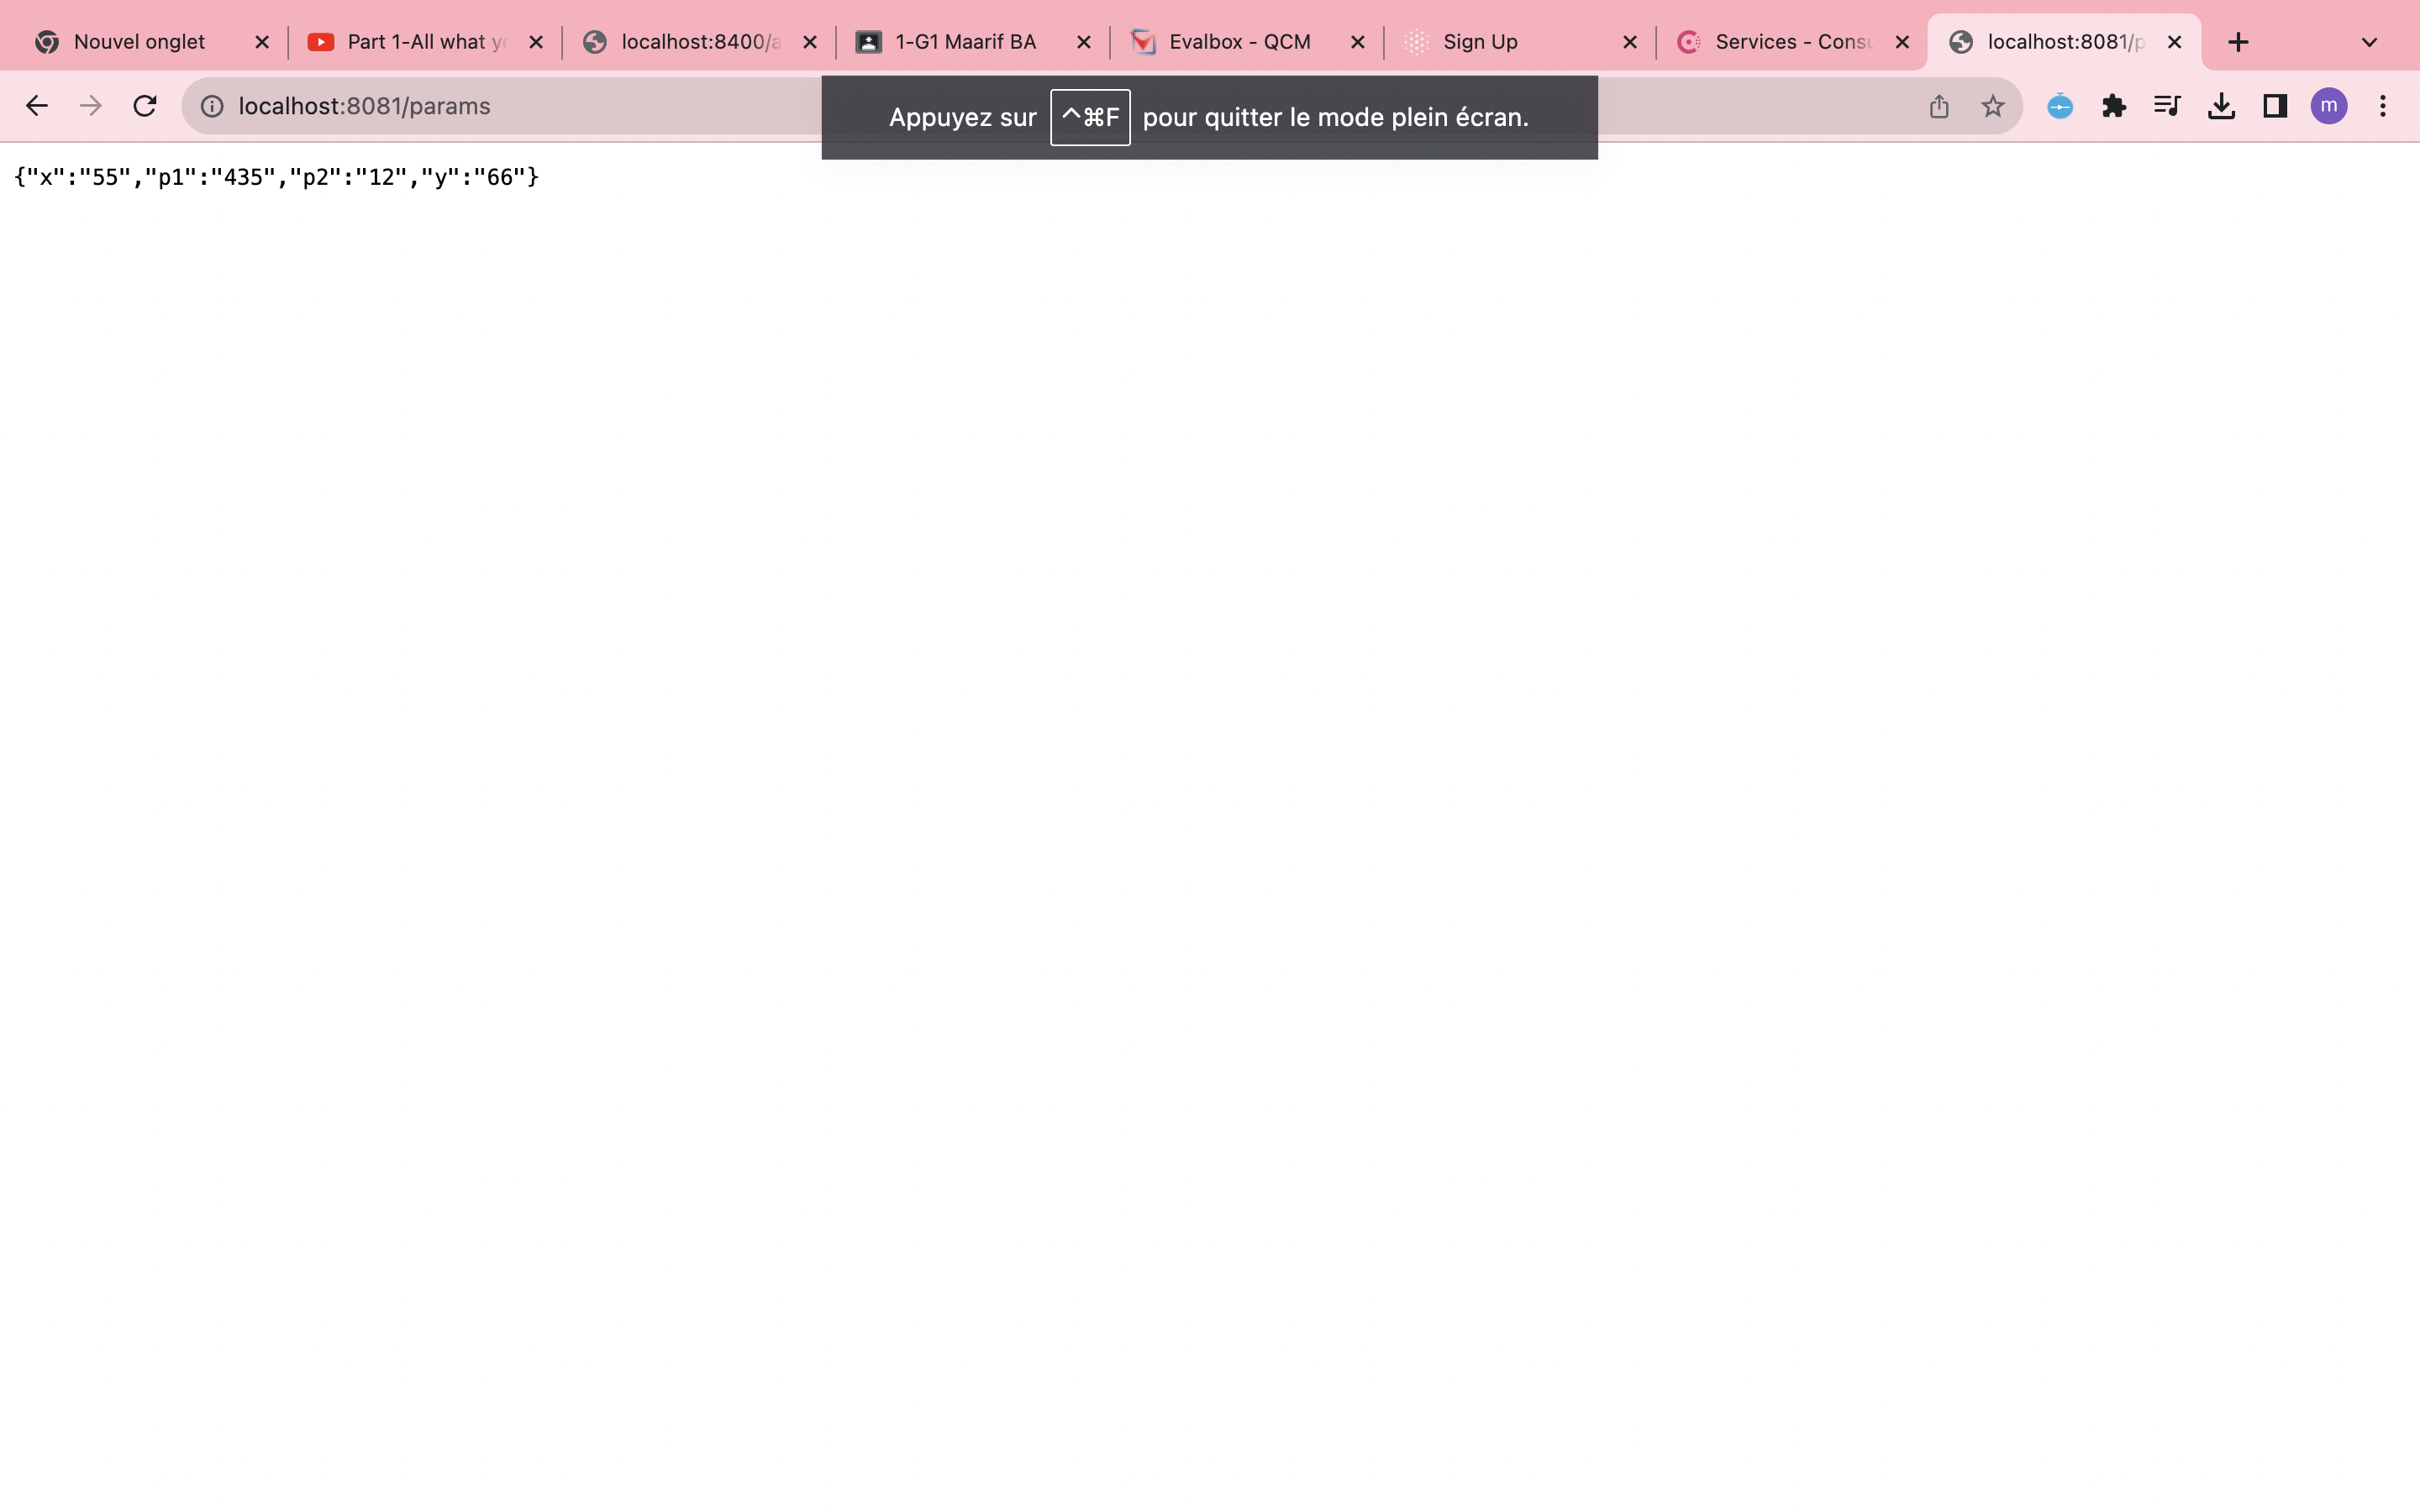 Nouvel onglet
Part 1-All what yo
localhost:8400/a
1-G1 Maarif BA
Evalbox - QCM
Sign Up
Services - Consu
localhost:8081/p
localhost:8081/params
m
Appuyez sur ^⌘F pour quitter le mode plein écran.
{"x":"55","p1":"435","p2":"12","y":"66"}